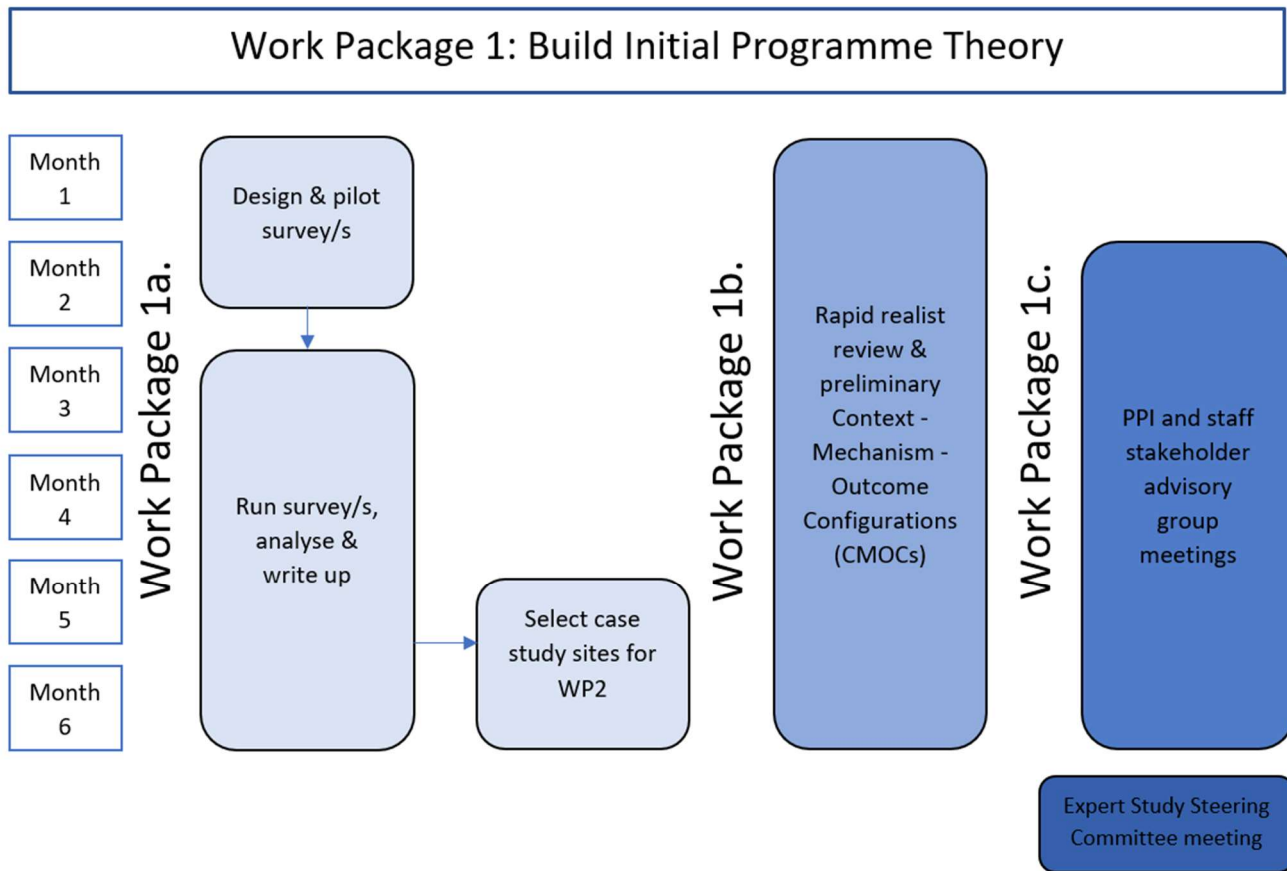 Work Package 1: Build Initial Programme Theory
Month
1
Month
2
Month
3
Month
4
Month
5
Month
6
Work Package 1a.
Design & pilot
survey/s
Run survey/s,
analyse &
write up
Select case
study sites for
WP2
Work Package 1b.
Rapid realist
review &
preliminary
Context -
Mechanism -
Outcome
Configurations
(CMOCs)
Work Package 1c.
PPI and staff
stakeholder
advisory
group
meetings
Expert Study Steering
Committee meeting